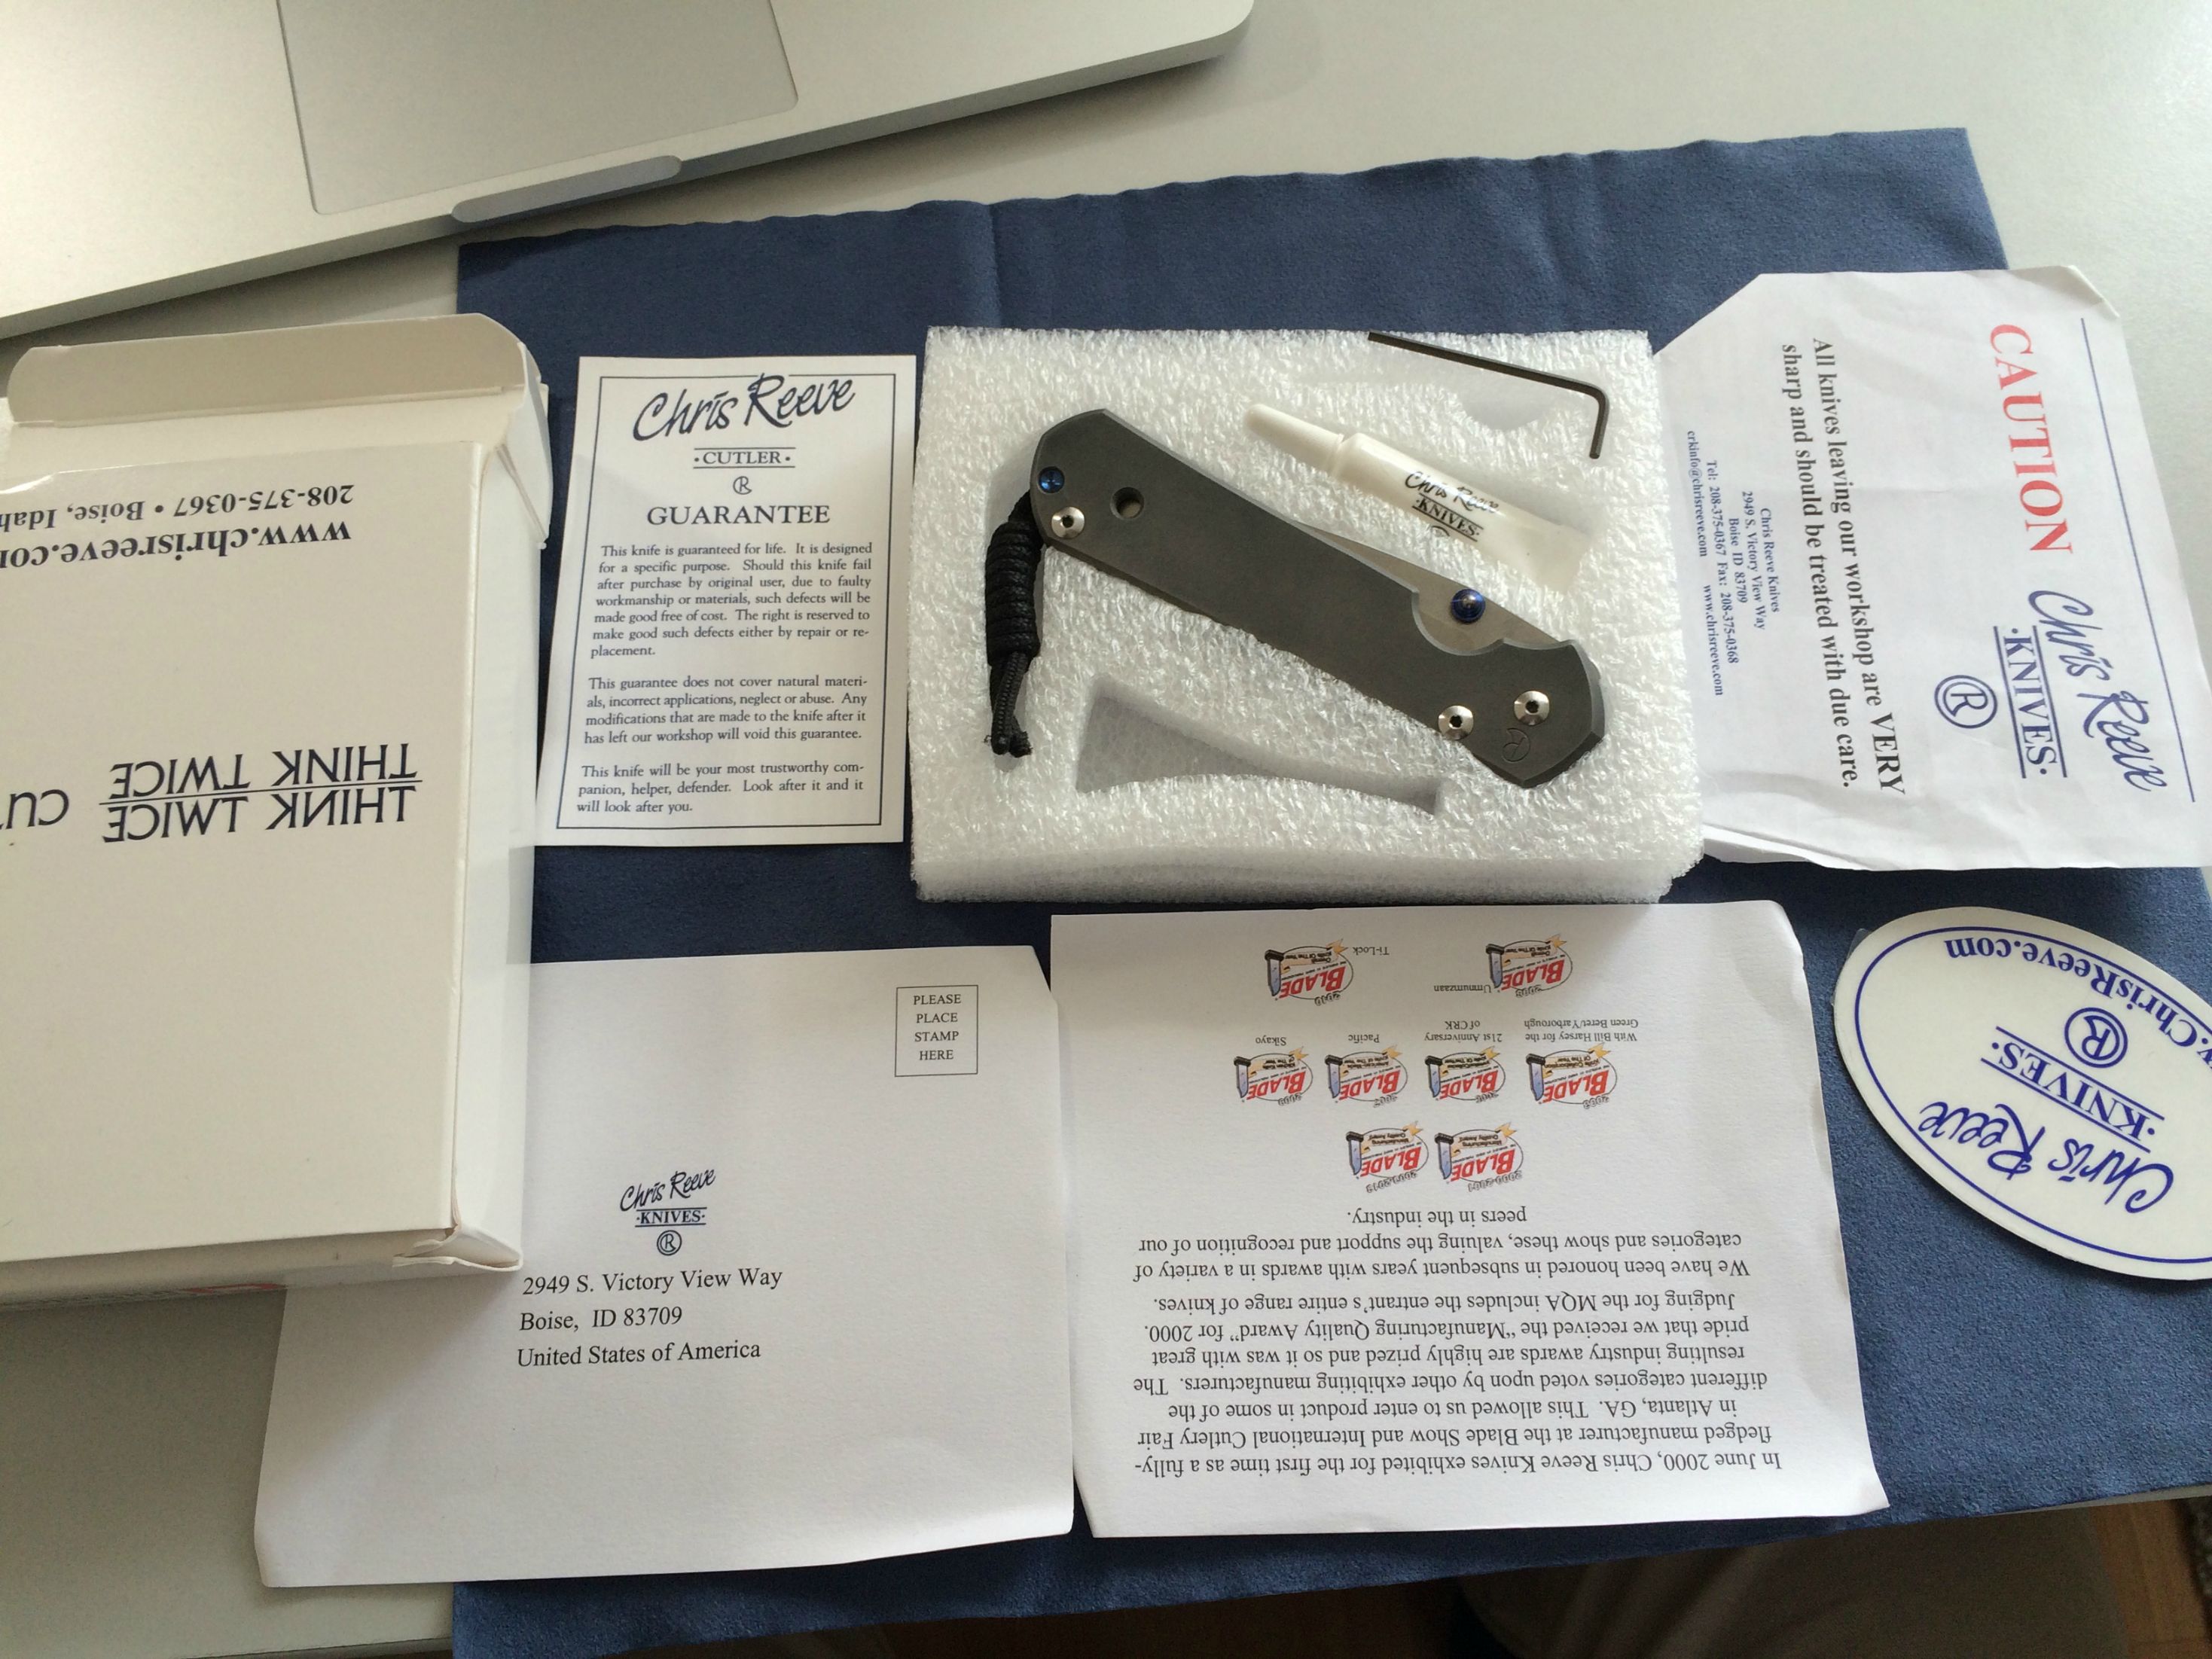 208-375-0367 • Boise, Idah
www.chrisreeve.co
THINK TWICE
THINK TWICE
CU
Chris Reeve
·CUTLER·
R
GUARANTEE
This knife is guaranteed for life. It is designed
for a specific purpose. Should this knife fail
after purchase by original user, due to faulty
workmanship or materials, such defects will be
made good free of cost. The right is reserved to
make good such defects either by repair or re-
placement.
This guarantee does not cover natural materi-
als, incorrect applications, neglect or abuse. Any
modifications that are made to the knife after it
has left our workshop will void this guarantee.
This knife will be your most trustworthy com-
panion, helper, defender. Look after it and it
will look after you.
Chris Reeve
·KNIVES·
R
CAUTION
Chris Reeve
·KNIVES·
R
All knives leaving our workshop are VERY
sharp and should be treated with due care.
Chris Reeve Knives
2949 S. Victory View Way
Boise ID 83709
Tel: 208-375-0367 Fax: 208-375-0368
crkinfo@chrisreeve.com www.chrisreeve.com
PLEASE
PLACE
STAMP
HERE
Chris Reeve
·KNIVES·
R
2949 S. Victory View Way
Boise, ID 83709
United States of America
In June 2000, Chris Reeve Knives exhibited for the first time as a fully-
fledged manufacturer at the Blade Show and International Cutlery Fair
in Atlanta, GA. This allowed us to enter product in some of the
different categories voted upon by other exhibiting manufacturers. The
resulting industry awards are highly prized and so it was with great
pride that we received the “Manufacturing Quality Award” for 2000.
Judging for the MQA includes the entrant's entire range of knives.
We have been honored in subsequent years with awards in a variety of
categories and show these, valuing the support and recognition of our
peers in the industry.
2000-2001
BLADE
Manufacturing
Quality Award
BLADE
Manufacturing
Quality Award
BLADE
BLADE
BLADE
BLADE
With Bill Harsey for the
Green Beret/Yarborough
21st Anniversary
of CRK
Pacific
Sikayo
BLADE
Umnumzaan
BLADE
Ti-Lock
Chris Reeve
·KNIVES·
R
w.ChrisReeve.com